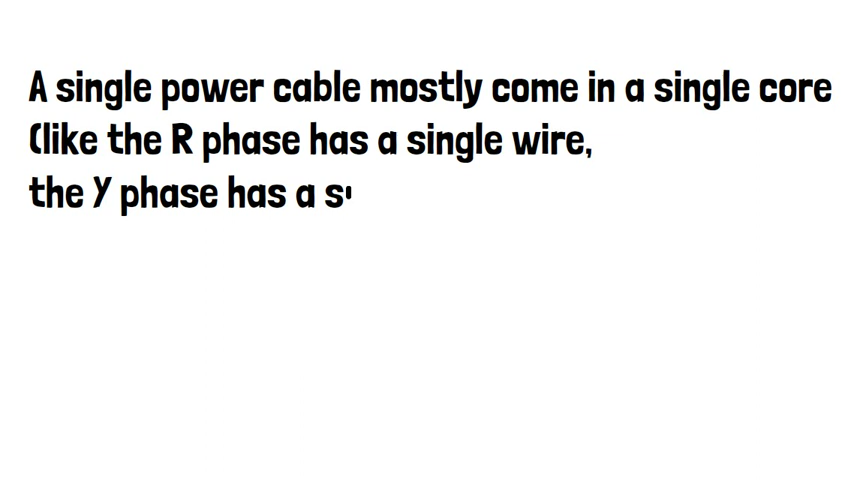 A single power cable mostly come in a single core
(like the R phase has a single wire,
the Y phase has a